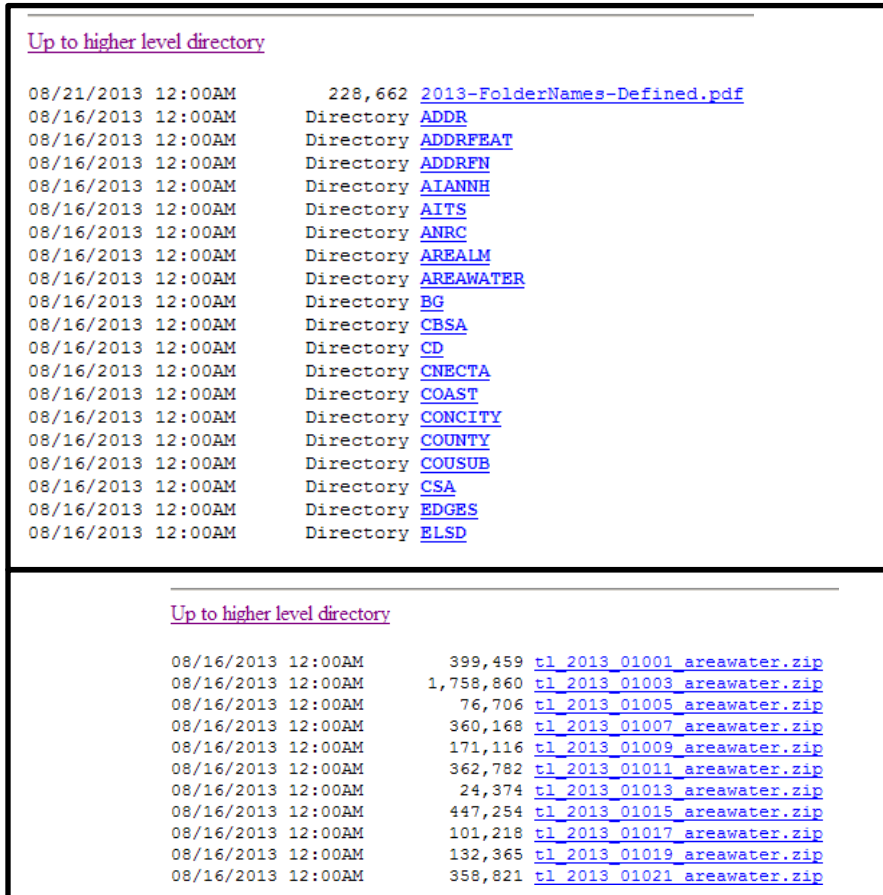 Up to higher level directory
08/21/2013 12:00AM 228,662 2013-FolderNames-Defined.pdf
08/16/2013 12:00AM Directory ADDR
08/16/2013 12:00AM Directory ADDRFEAT
08/16/2013 12:00AM Directory ADDRFN
08/16/2013 12:00AM Directory AIANNH
08/16/2013 12:00AM Directory AITS
08/16/2013 12:00AM Directory ANRC
08/16/2013 12:00AM Directory AREALM
08/16/2013 12:00AM Directory AREAWATER
08/16/2013 12:00AM Directory BG
08/16/2013 12:00AM Directory CBSA
08/16/2013 12:00AM Directory CD
08/16/2013 12:00AM Directory CNECTA
08/16/2013 12:00AM Directory COAST
08/16/2013 12:00AM Directory CONCITY
08/16/2013 12:00AM Directory COUNTY
08/16/2013 12:00AM Directory COUSUB
08/16/2013 12:00AM Directory CSA
08/16/2013 12:00AM Directory EDGES
08/16/2013 12:00AM Directory ELSD
Up to higher level directory
08/16/2013 12:00AM 399,459 tl_2013_01001_areawater.zip
08/16/2013 12:00AM 1,758,860 tl_2013_01003_areawater.zip
08/16/2013 12:00AM 76,706 tl_2013_01005_areawater.zip
08/16/2013 12:00AM 360,168 tl_2013_01007_areawater.zip
08/16/2013 12:00AM 171,116 tl_2013_01009_areawater.zip
08/16/2013 12:00AM 362,782 tl_2013_01011_areawater.zip
08/16/2013 12:00AM 24,374 tl_2013_01013_areawater.zip
08/16/2013 12:00AM 447,254 tl_2013_01015_areawater.zip
08/16/2013 12:00AM 101,218 tl_2013_01017_areawater.zip
08/16/2013 12:00AM 132,365 tl_2013_01019_areawater.zip
08/16/2013 12:00AM 358,821 tl_2013_01021_areawater.zip